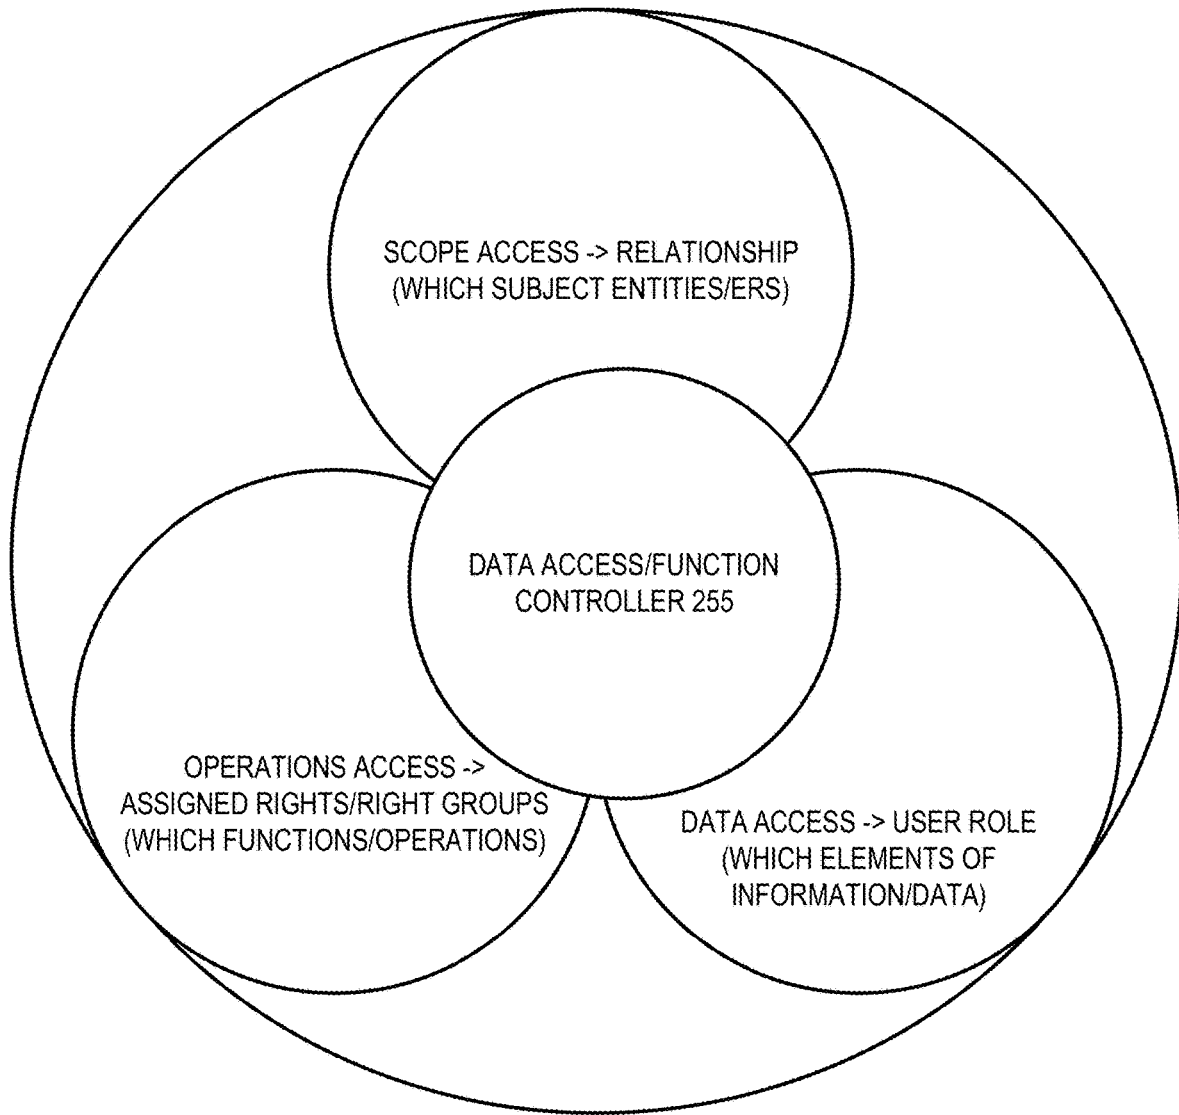 SCOPE ACCESS -> RELATIONSHIP
(WHICH SUBJECT ENTITIES/ERS)
DATA ACCESS/FUNCTION
CONTROLLER 255
OPERATIONS ACCESS ->
ASSIGNED RIGHTS/RIGHT GROUPS
(WHICH FUNCTIONS/OPERATIONS)
DATA ACCESS -> USER ROLE
(WHICH ELEMENTS OF
INFORMATION/DATA)